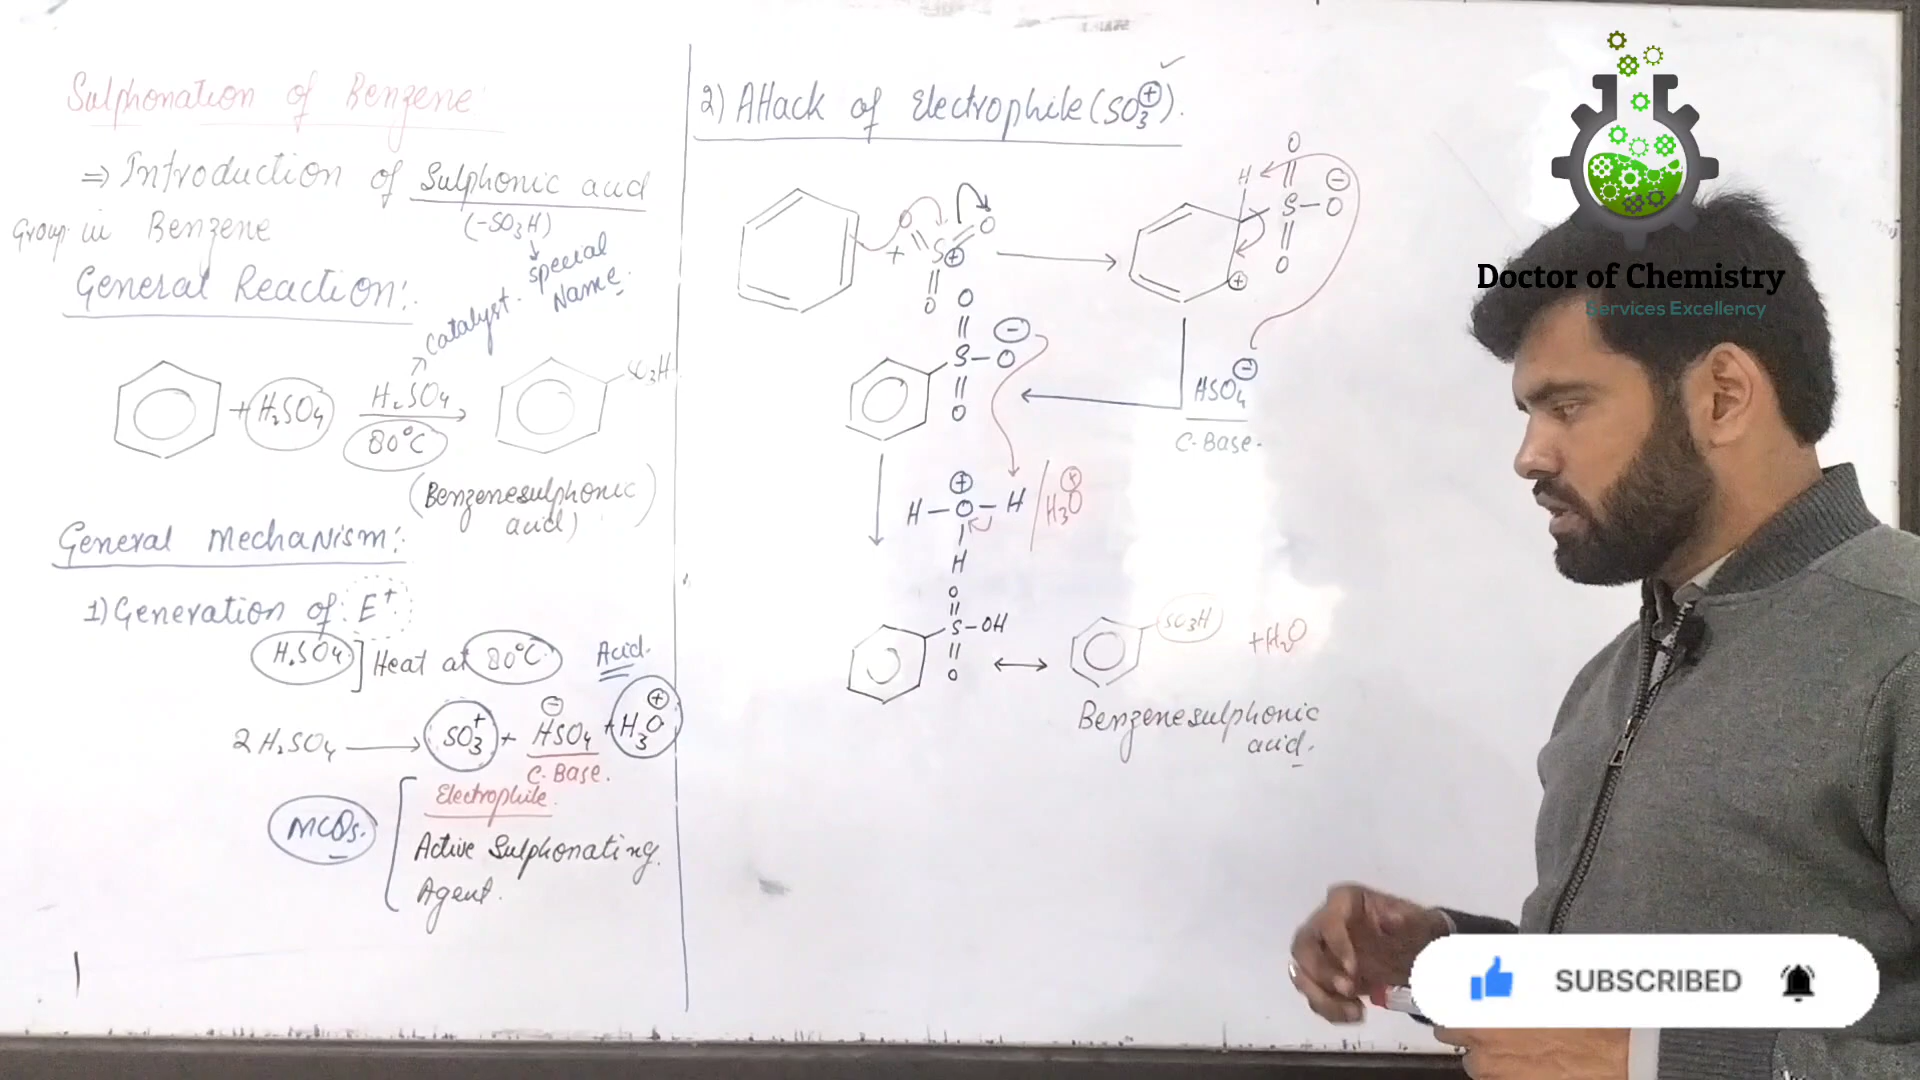 Sulphonation of Benzene
⇒ Introduction of Sulphonic acid
Group in Benzene
(-SO₃H)
↓
special
Name.
General Reaction:
Catalyst.
+ H₂SO₄
H₂SO₄
80°C
SO₃H
(Benzenesulphonic
acid)
General Mechanism:
1) Generation of E⁺
H₂SO₄] Heat at 80°C
Acid.
2H₂SO₄ ⟶ SO₃⁺ + HSO₄⊖ + H₃O⊕
C-Base.
Electrophile.
MCQs.
Active Sulphonating
Agent.
2) Attack of Electrophile (SO₃⊕).
O
O
+ S ⊕
O
O
H
S-O ⊖
O
⊕
O
S-O ⊖
O
HSO₄⊖
C-Base-
⊕
H-O-H / H₃O⊕
H
O
S-OH
O
SO₃H
+H₂O
Benzenesulphonic
acid.
Doctor of Chemistry
Services Excellency
SUBSCRIBED